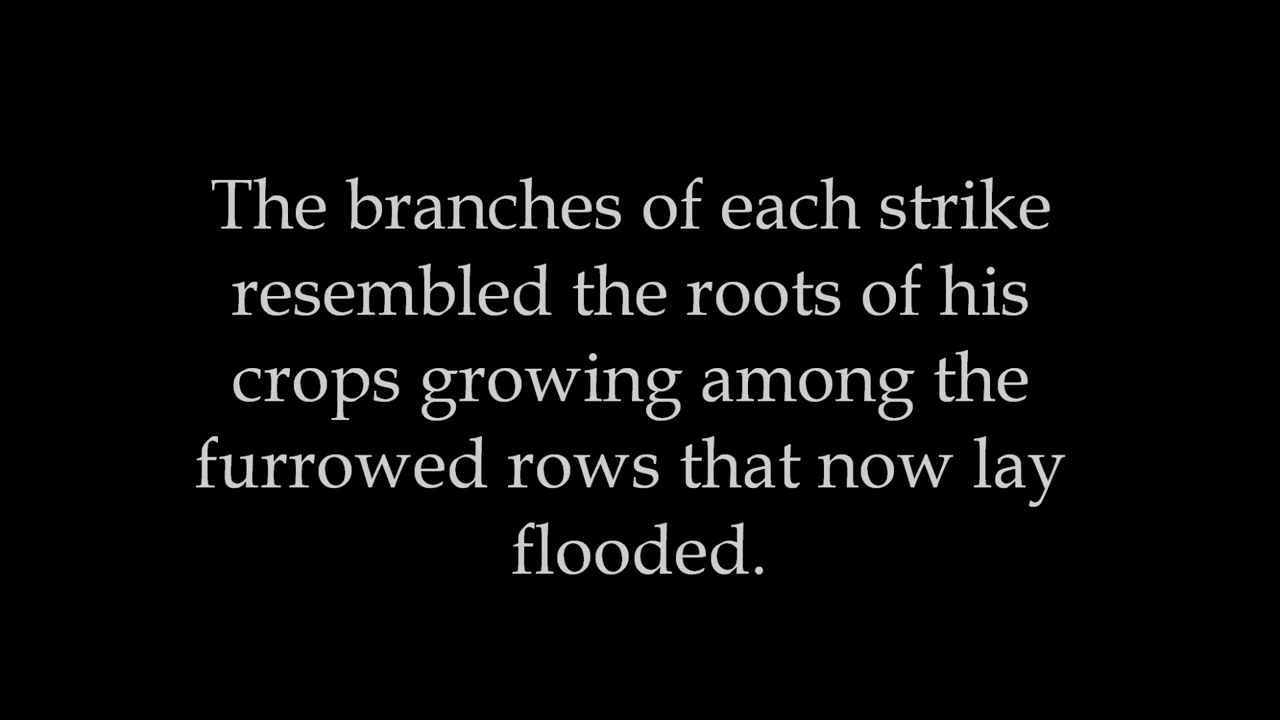 The branches of each strike
resembled the roots of his
crops growing among the
furrowed rows that now lay
flooded.